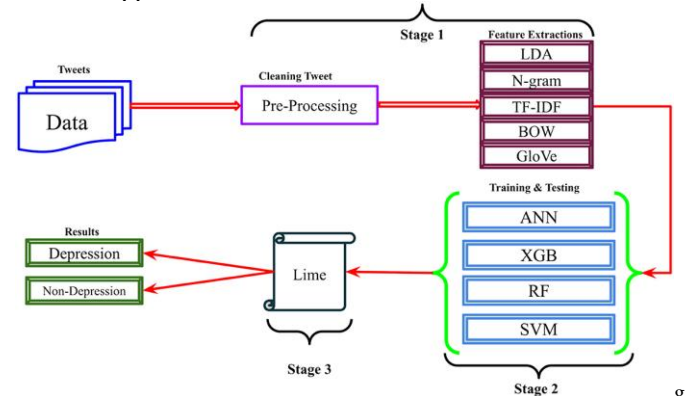 Stage 1
Feature Extractions
LDA
N-gram
TF-IDF
BOW
GloVe
Tweets
Data
Cleaning Tweet
Pre-Processing
Training & Testing
ANN
XGB
RF
SVM
Stage 2
Lime
Stage 3
Results
Depression
Non-Depression